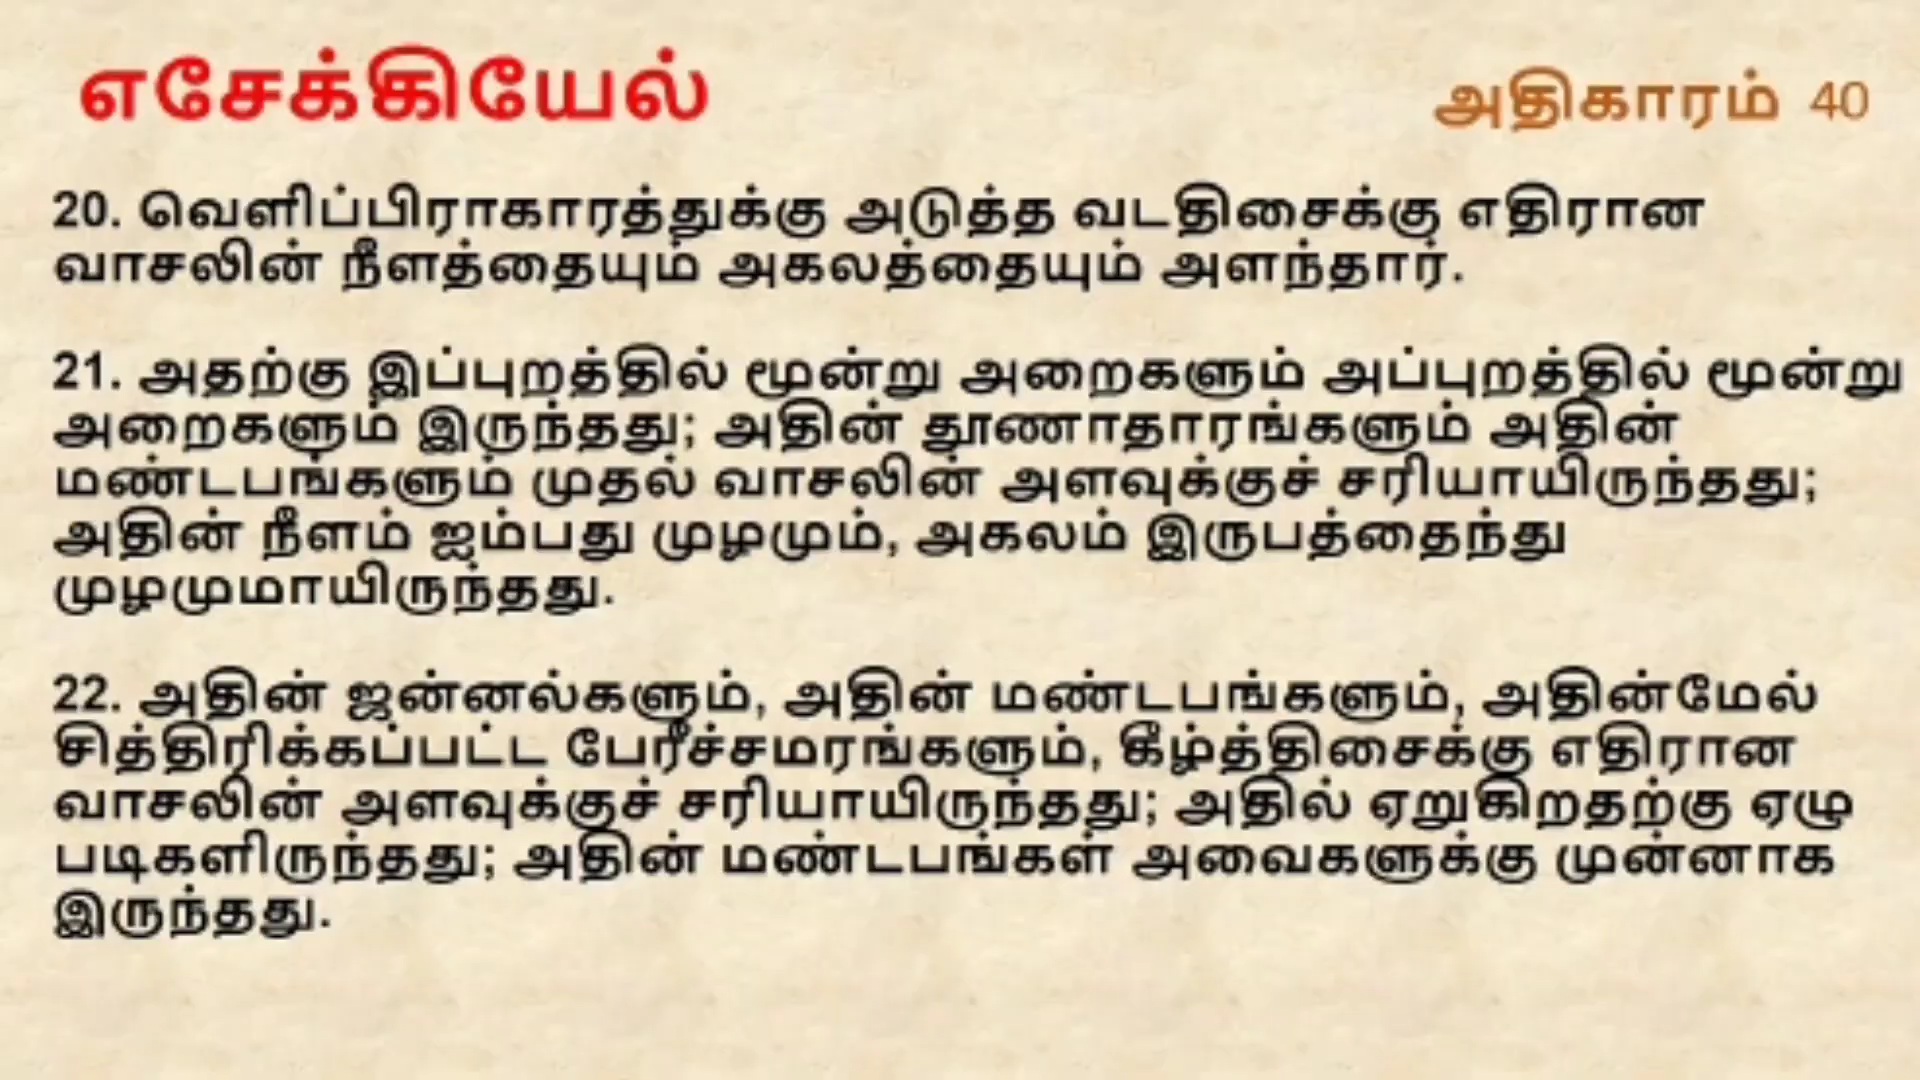 எசேக்கியேல்
அதிகாரம் 40
20. வெளிப்பிராகாரத்துக்கு அடுத்த வடதிசைக்கு எதிரான
வாசலின் நீளத்தையும் அகலத்தையும் அளந்தார்.
21. அதற்கு இப்புறத்தில் மூன்று அறைகளும் அப்புறத்தில் மூன்று
அறைகளும் இருந்தது; அதின் தூணாதாரங்களும் அதின்
மண்டபங்களும் முதல் வாசலின் அளவுக்குச் சரியாயிருந்தது;
அதின் நீளம் ஐம்பது முழமும், அகலம் இருபத்தைந்து
முழமுமாயிருந்தது.
22. அதின் ஜன்னல்களும், அதின் மண்டபங்களும், அதின்மேல்
சித்திரிக்கப்பட்ட பேரீச்சமரங்களும், கீழ்த்திசைக்கு எதிரான
வாசலின் அளவுக்குச் சரியாயிருந்தது; அதில் ஏறுகிறதற்கு ஏழு
படிகளிருந்தது; அதின் மண்டபங்கள் அவைகளுக்கு முன்னாக
இருந்தது.